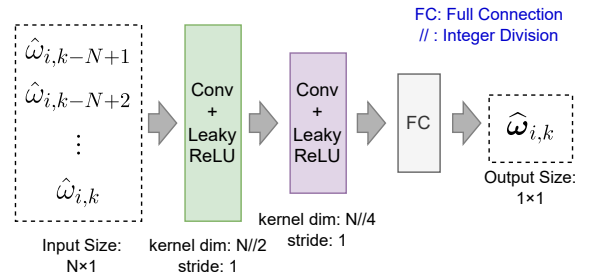 FC: Full Connection
// : Integer Division
ω̂i,k−N+1
ω̂i,k−N+2
⋮
ω̂i,k
Conv
+
Leaky
ReLU
Conv
+
Leaky
ReLU
FC
𝝎̂i,k
Input Size:
N×1
kernel dim: N//2
stride: 1
kernel dim: N//4
stride: 1
Output Size:
1×1